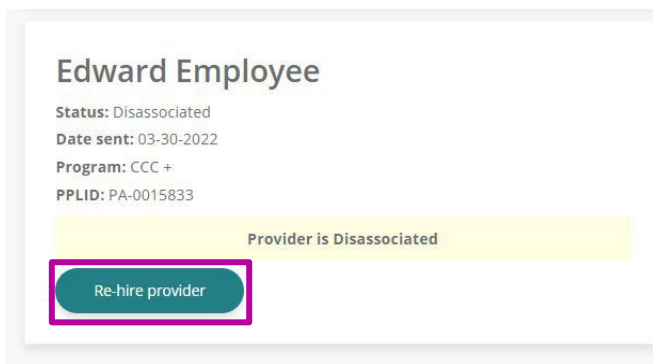 Edward Employee
Status: Disassociated
Date sent: 03-30-2022
Program: CCC +
PPLID: PA-0015833
Provider is Disassociated
Re-hire provider